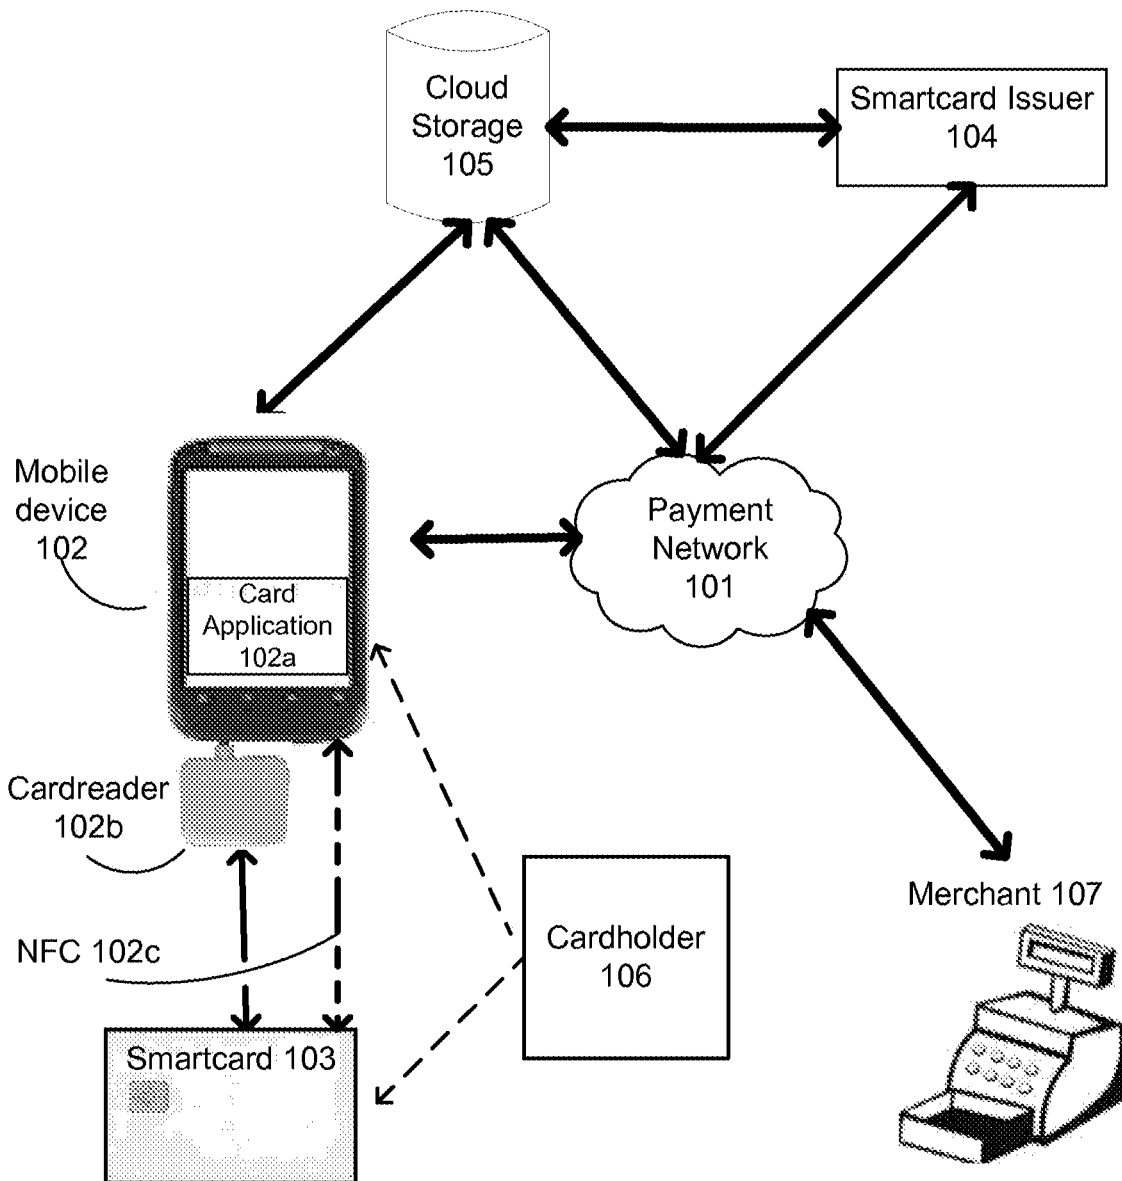 Cloud
Storage
105
Smartcard Issuer
104
Mobile
device
102
Payment
Network
101
Card
Application
102a
Cardreader
102b
Merchant 107
NFC 102c
Cardholder
106
Smartcard 103